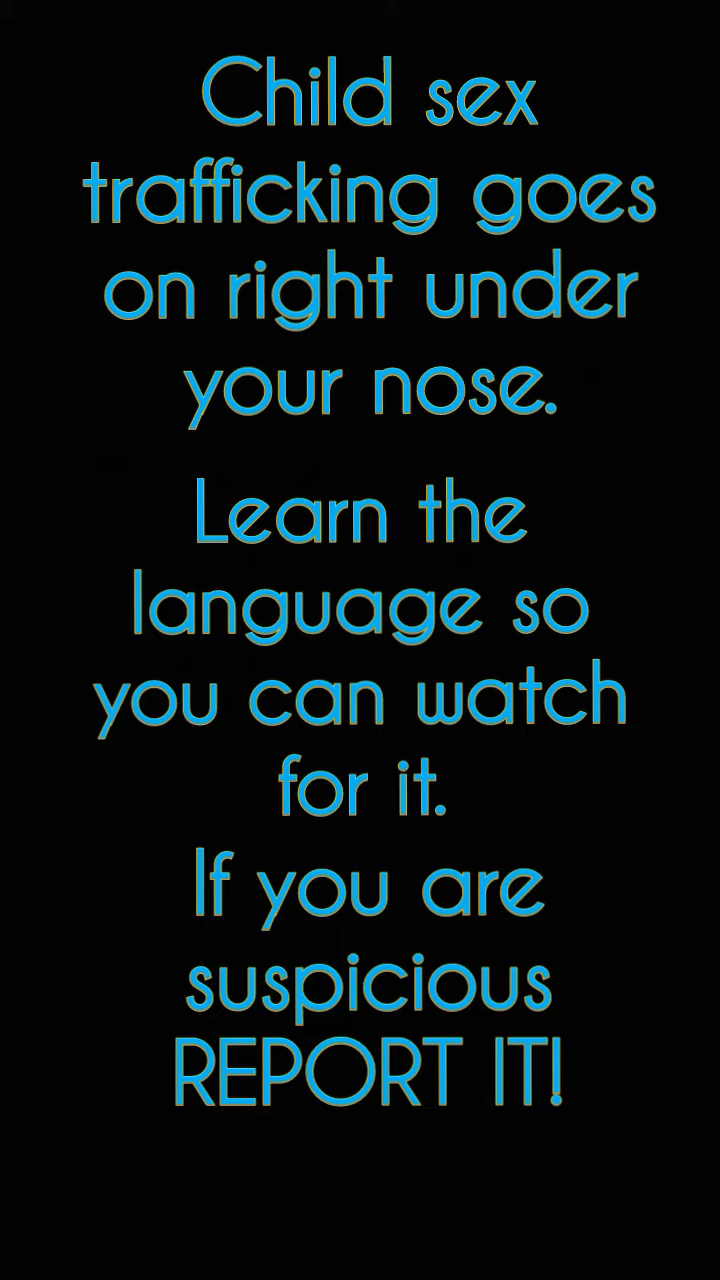 Child sex
trafficking goes
on right under
your nose.
Learn the
language so
you can watch
for it.
If you are
suspicious
REPORT IT!